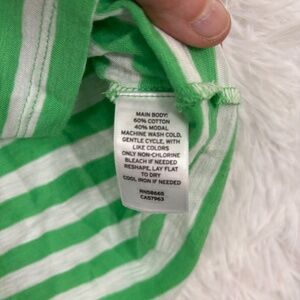 MAIN BODY:
60% COTTON
40% MODAL
MACHINE WASH COLD,
GENTLE CYCLE, WITH
LIKE COLORS
ONLY NON-CHLORINE
BLEACH IF NEEDED
RESHAPE, LAY FLAT
TO DRY
COOL IRON IF NEEDED
RN58665
CA57963